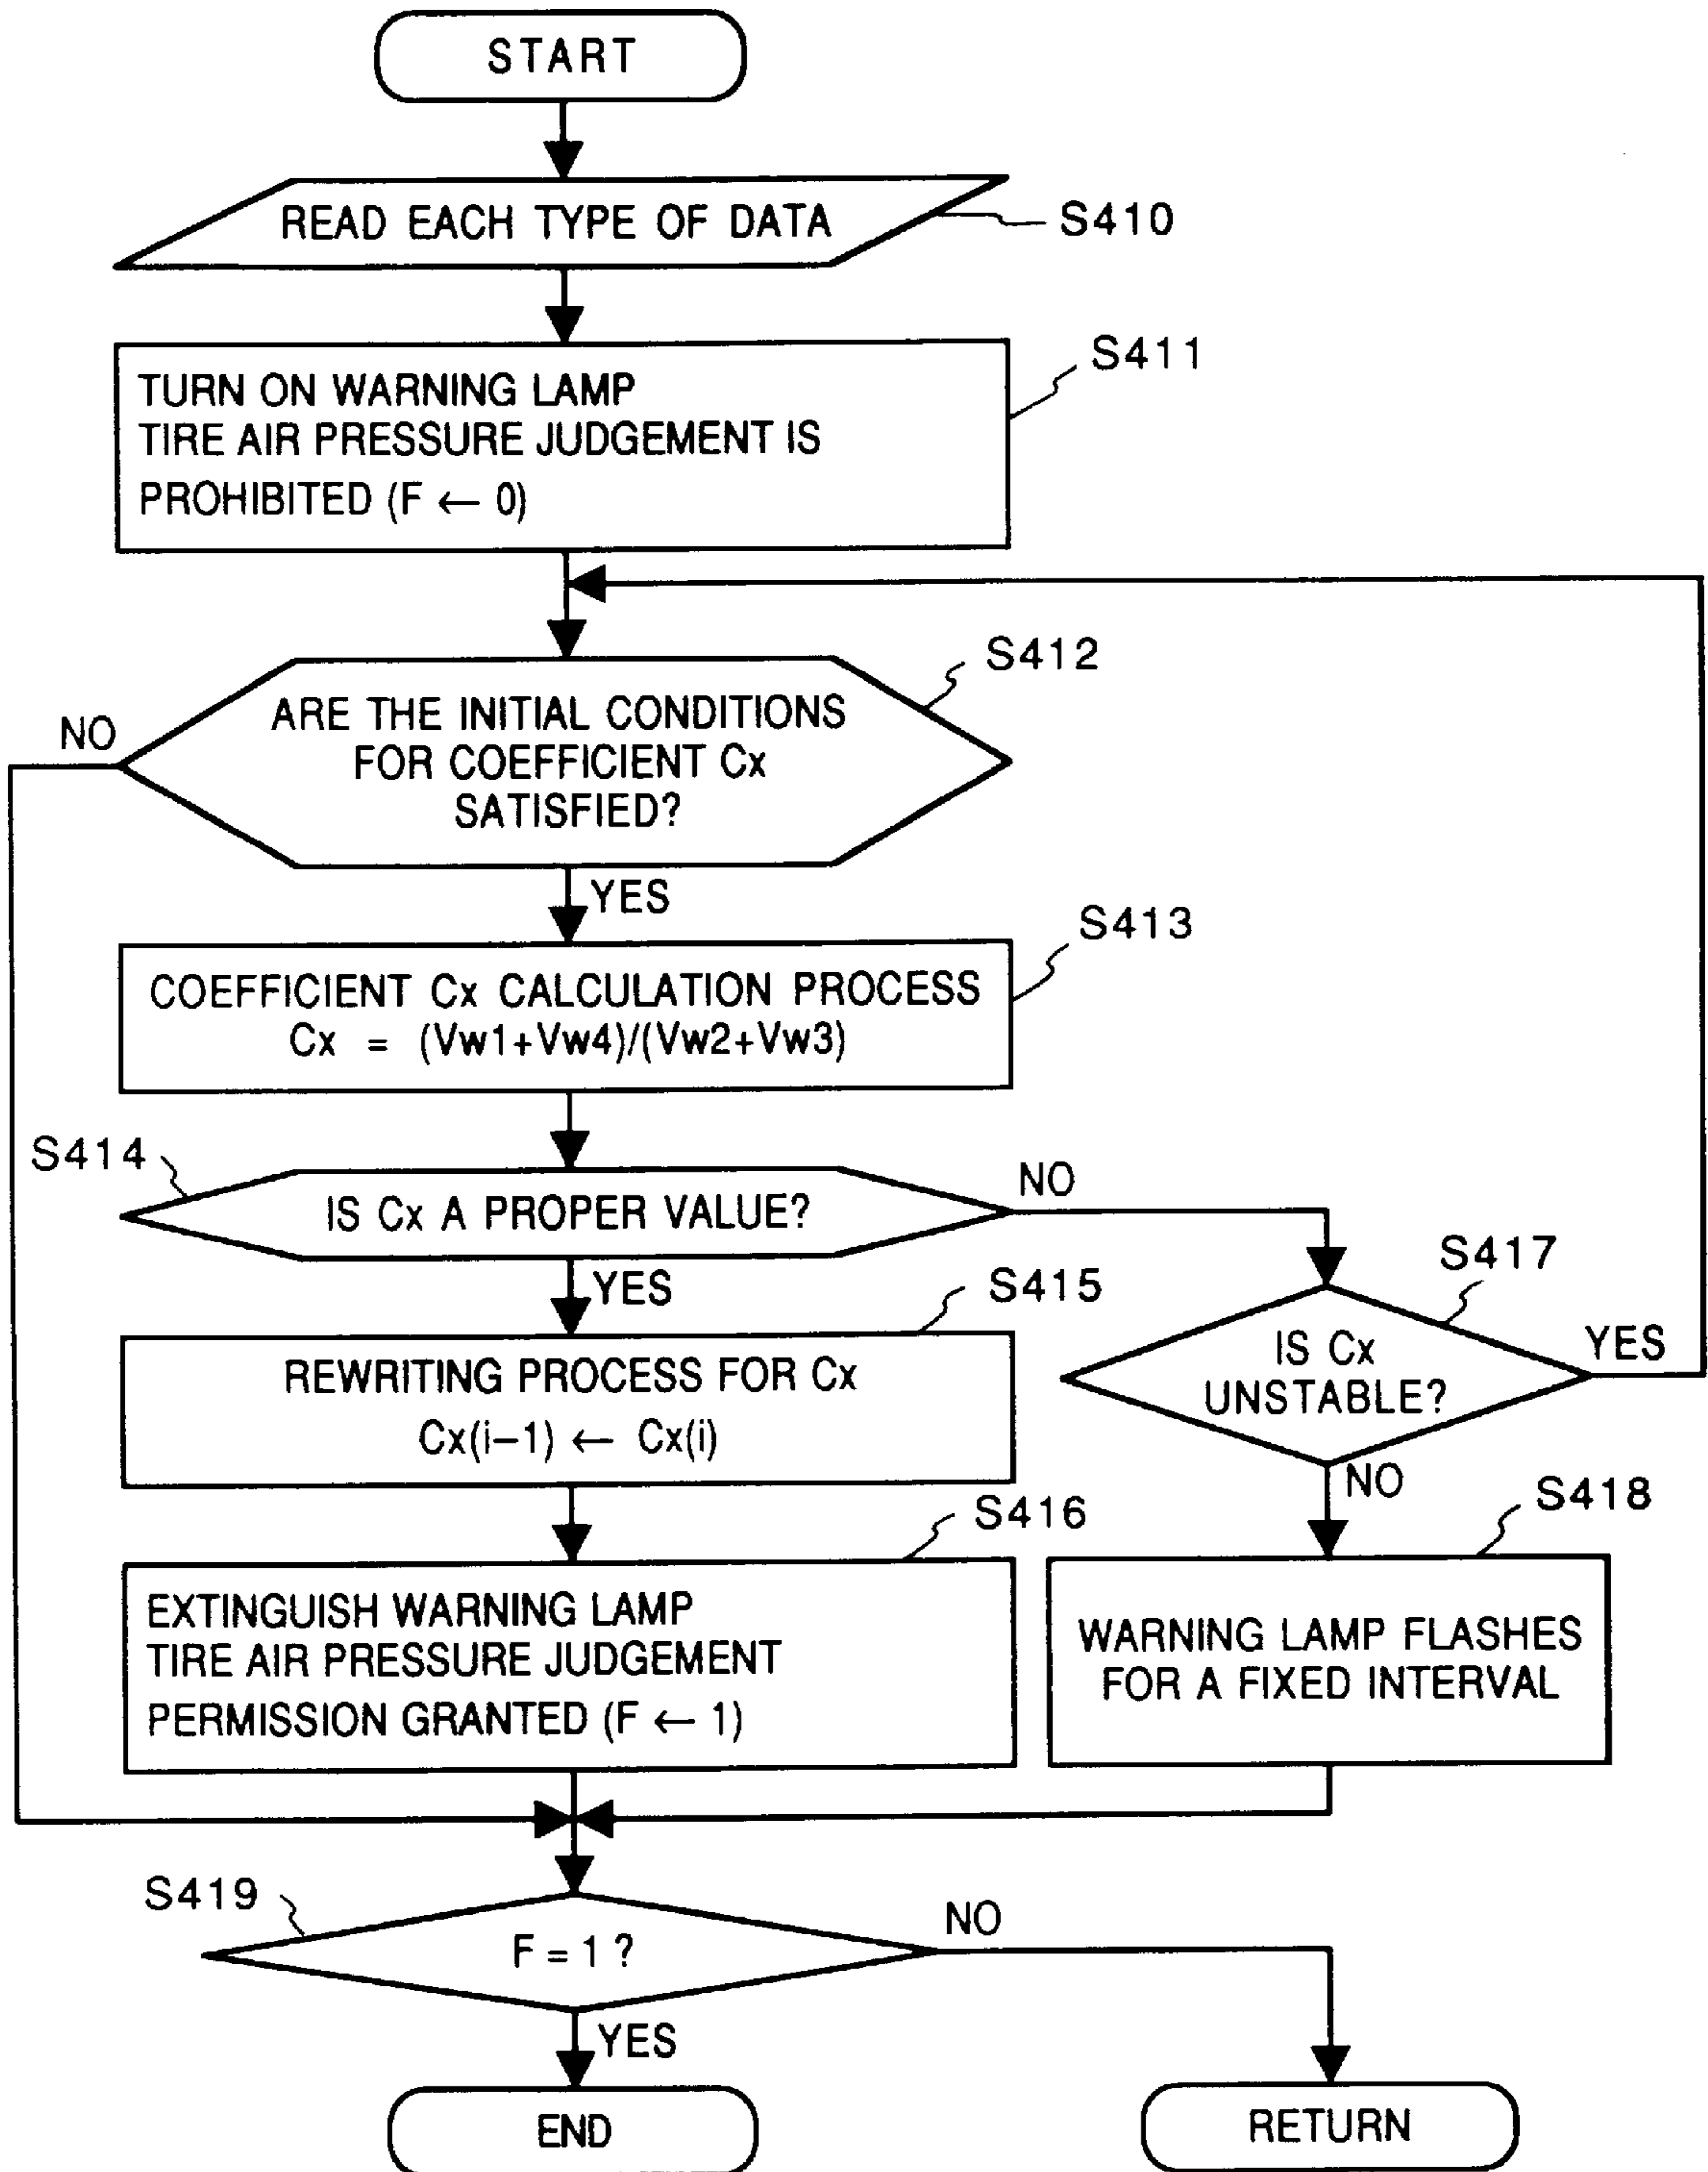 START
READ EACH TYPE OF DATA
S410
S411
TURN ON WARNING LAMP
TIRE AIR PRESSURE JUDGEMENT IS
PROHIBITED (F ← 0)
S412
NO
ARE THE INITIAL CONDITIONS
FOR COEFFICIENT Cx
SATISFIED?
YES
S413
COEFFICIENT Cx CALCULATION PROCESS
Cx = (Vw1+Vw4)/(Vw2+Vw3)
S414
IS Cx A PROPER VALUE?
NO
YES
S415
S417
REWRITING PROCESS FOR Cx
Cx(i−1) ← Cx(i)
IS Cx
UNSTABLE?
YES
NO
S416
S418
EXTINGUISH WARNING LAMP
TIRE AIR PRESSURE JUDGEMENT
PERMISSION GRANTED (F ← 1)
WARNING LAMP FLASHES
FOR A FIXED INTERVAL
S419
F = 1 ?
NO
YES
END
RETURN